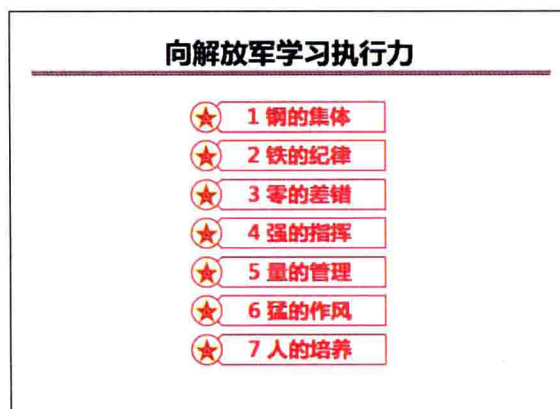 向解放军学习执行力
1 钢的集体
2 铁的纪律
3 零的差错
4 强的指挥
5 量的管理
6 猛的作风
7 人的培养